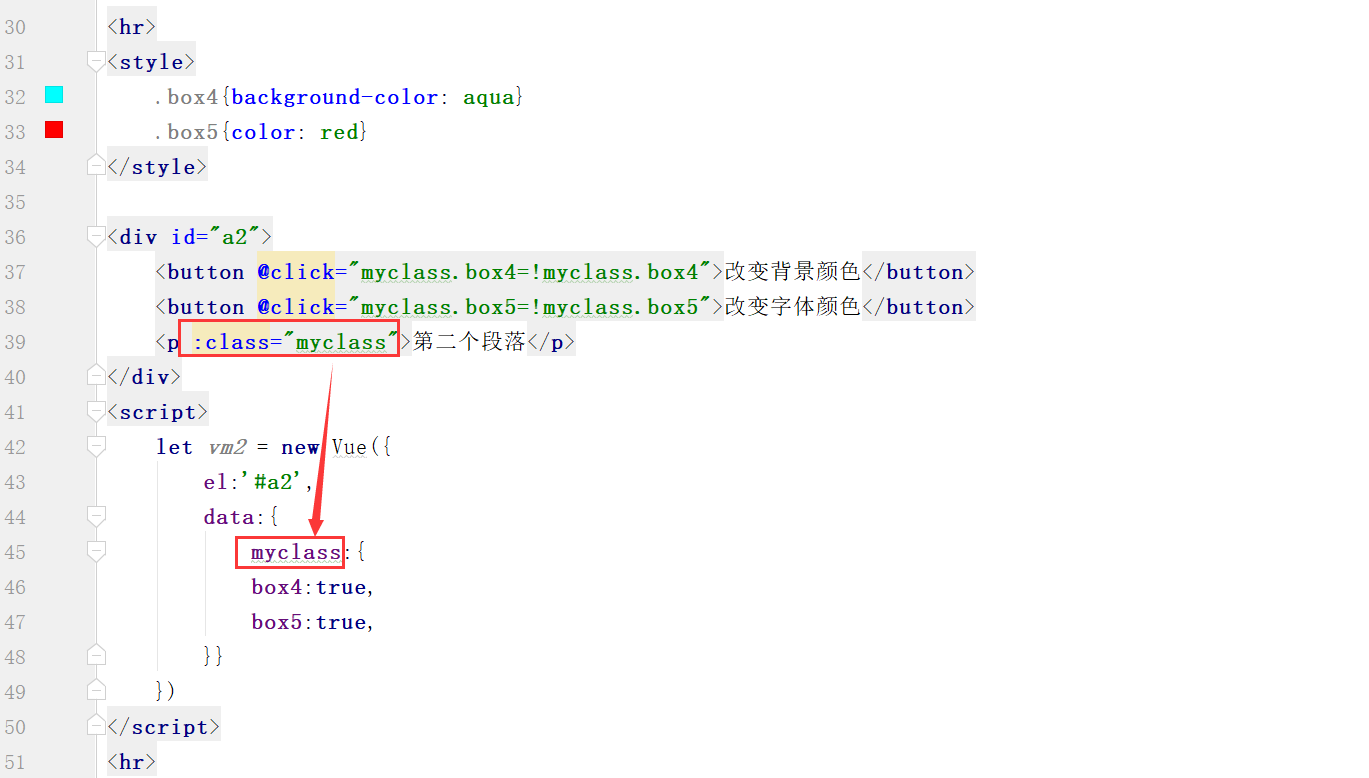 30 <hr>
31 <style>
32 .box4{background-color: aqua}
33 .box5{color: red}
34 </style>
35
36 <div id="a2">
37 <button @click="myclass.box4=!myclass.box4">改变背景颜色</button>
38 <button @click="myclass.box5=!myclass.box5">改变字体颜色</button>
39 <p :class="myclass">第二个段落</p>
40 </div>
41 <script>
42 let vm2 = new Vue({
43 el:'#a2',
44 data:{
45 myclass:{
46 box4:true,
47 box5:true,
48 }}
49 })
50 </script>
51 <hr>